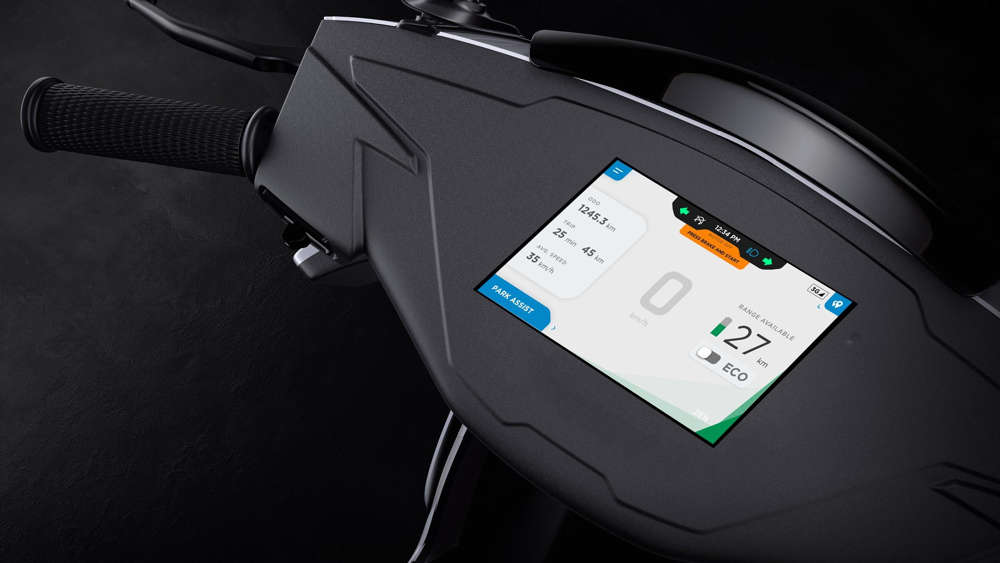 12:34 PM
MOTOR OFF
PRESS BRAKE AND START
ODO
1245.3 km
TRIP
25 min 45 km
AVG. SPEED
35 km/h
PARK ASSIST
0
km/h
3G
RANGE AVAILABLE
27 km
ECO
ZEN